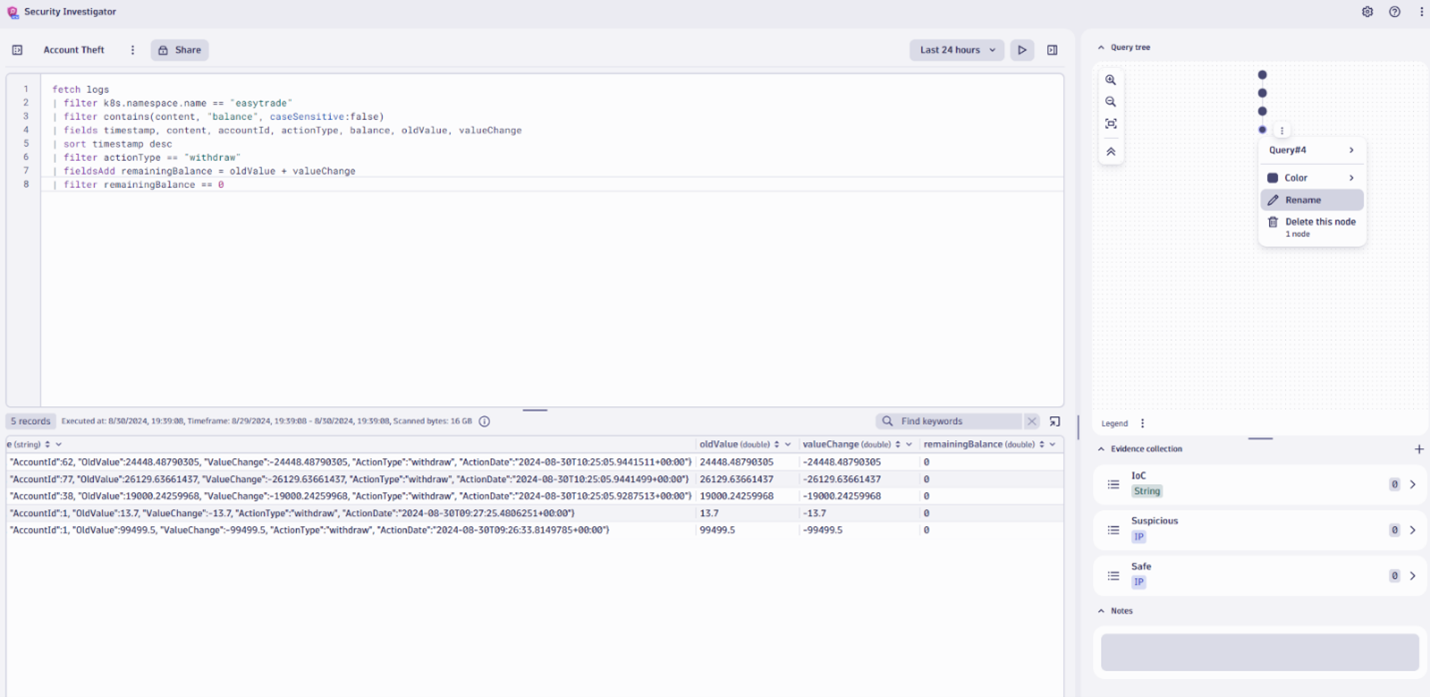 Security Investigator
Account Theft
Share
Last 24 hours
1 fetch logs
2 | filter k8s.namespace.name == "easytrade"
3 | filter contains(content, "balance", caseSensitive:false)
4 | fields timestamp, content, accountId, actionType, balance, oldValue, valueChange
5 | sort timestamp desc
6 | filter actionType == "withdraw"
7 | fieldsAdd remainingBalance = oldValue + valueChange
8 | filter remainingBalance == 0
5 records Executed at: 8/30/2024, 19:39:08, Timeframe: 8/29/2024, 19:39:08 - 8/30/2024, 19:39:08, Scanned bytes: 16 GB
Find keywords
e (string) oldValue (double) valueChange (double) remainingBalance (double)
"AccountId":62, "OldValue":24448.48790305, "ValueChange":-24448.48790305, "ActionType":"withdraw", "ActionDate":"2024-08-30T10:25:05.9441511+00:00"} 24448.48790305 -24448.48790305 0
"AccountId":77, "OldValue":26129.63661437, "ValueChange":-26129.63661437, "ActionType":"withdraw", "ActionDate":"2024-08-30T10:25:05.9441499+00:00"} 26129.63661437 -26129.63661437 0
"AccountId":38, "OldValue":19000.24259968, "ValueChange":-19000.24259968, "ActionType":"withdraw", "ActionDate":"2024-08-30T10:25:05.9287513+00:00"} 19000.24259968 -19000.24259968 0
"AccountId":1, "OldValue":13.7, "ValueChange":-13.7, "ActionType":"withdraw", "ActionDate":"2024-08-30T09:27:25.4806251+00:00"} 13.7 -13.7 0
"AccountId":1, "OldValue":99499.5, "ValueChange":-99499.5, "ActionType":"withdraw", "ActionDate":"2024-08-30T09:26:33.8149785+00:00"} 99499.5 -99499.5 0
Query tree
Query#4
Color
Rename
Delete this node
1 node
Legend
Evidence collection
IoC
String
0
Suspicious
IP
0
Safe
IP
0
Notes